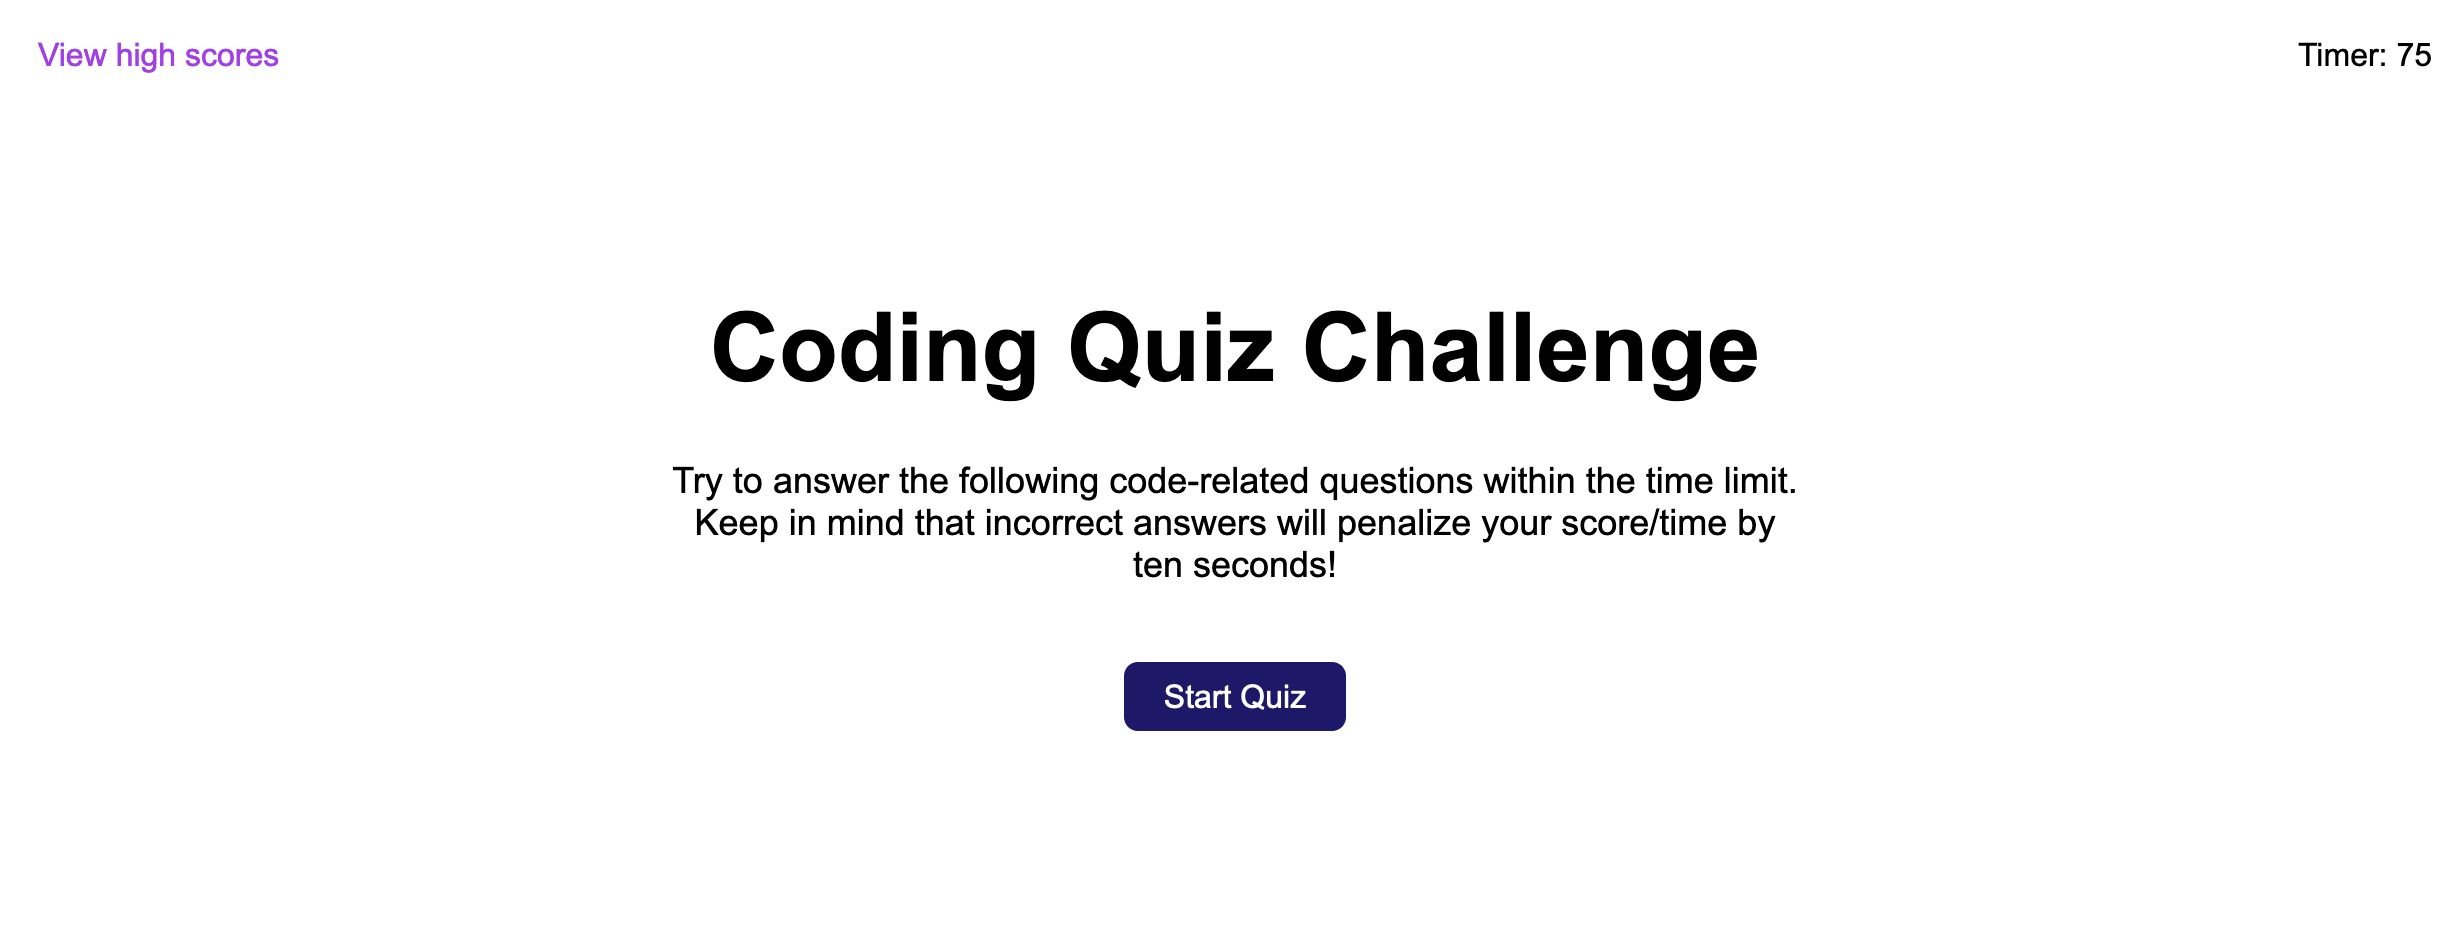 View high scores
Timer: 75
Coding Quiz Challenge
Try to answer the following code-related questions within the time limit.
Keep in mind that incorrect answers will penalize your score/time by
ten seconds!
Start Quiz